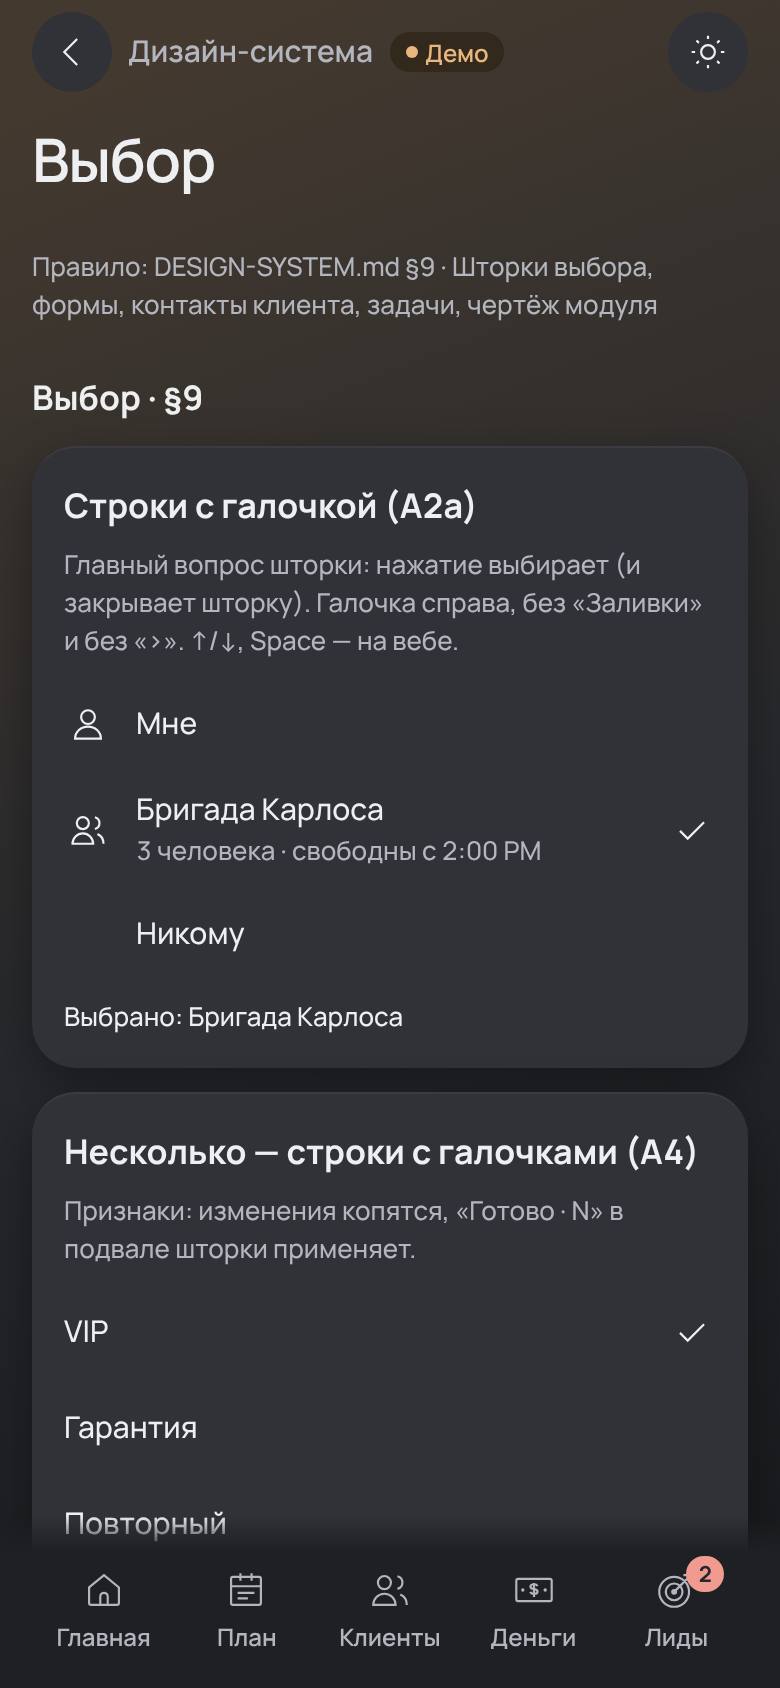 Дизайн-система
Демо
Выбор
Правило: DESIGN-SYSTEM.md §9 · Шторки выбора,
формы, контакты клиента, задачи, чертёж модуля
Выбор · §9
Строки с галочкой (A2a)
Главный вопрос шторки: нажатие выбирает (и
закрывает шторку). Галочка справа, без «Заливки»
и без «›». ↑/↓, Space — на вебе.
Мне
Бригада Карлоса
3 человека · свободны с 2:00 PM
Никому
Выбрано: Бригада Карлоса
Несколько — строки с галочками (A4)
Признаки: изменения копятся, «Готово · N» в
подвале шторки применяет.
VIP
Гарантия
Повторный
2
Главная
План
Клиенты
Деньги
Лиды